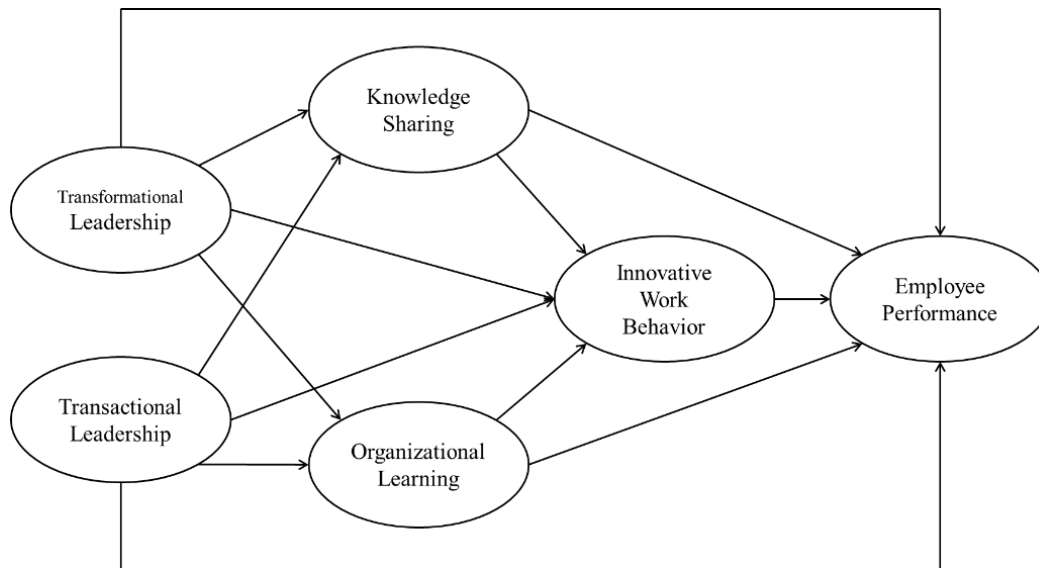 Knowledge
Sharing
Transformational
Leadership
Innovative
Work
Behavior
Employee
Performance
Transactional
Leadership
Organizational
Learning